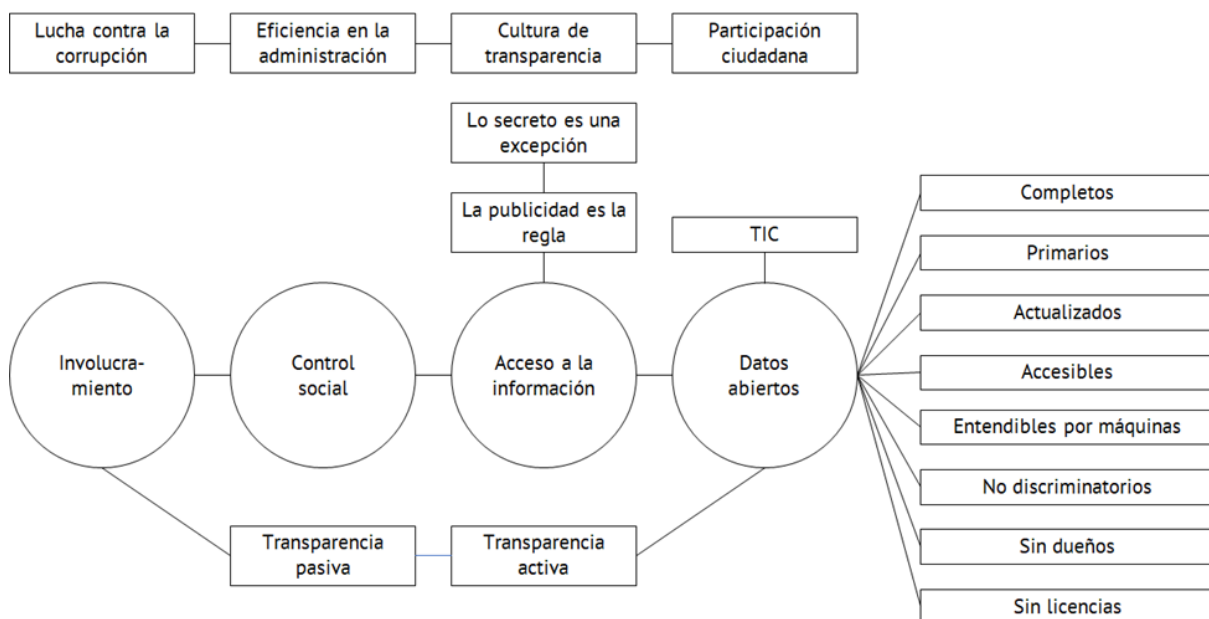 Lucha contra la
corrupción
Eficiencia en la
administración
Cultura de
transparencia
Participación
ciudadana
Lo secreto es una
excepción
La publicidad es la
regla
TIC
Involucra-
miento
Control
social
Acceso a la
información
Datos
abiertos
Transparencia
pasiva
Transparencia
activa
Completos
Primarios
Actualizados
Accesibles
Entendibles por máquinas
No discriminatorios
Sin dueños
Sin licencias